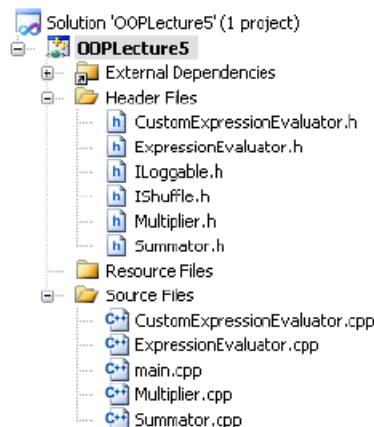 Solution 'OOPLecture5' (1 project)
OOPLecture5
External Dependencies
Header Files
CustomExpressionEvaluator.h
ExpressionEvaluator.h
ILoggable.h
IShuffle.h
Multiplier.h
Summator.h
Resource Files
Source Files
CustomExpressionEvaluator.cpp
ExpressionEvaluator.cpp
main.cpp
Multiplier.cpp
Summator.cpp